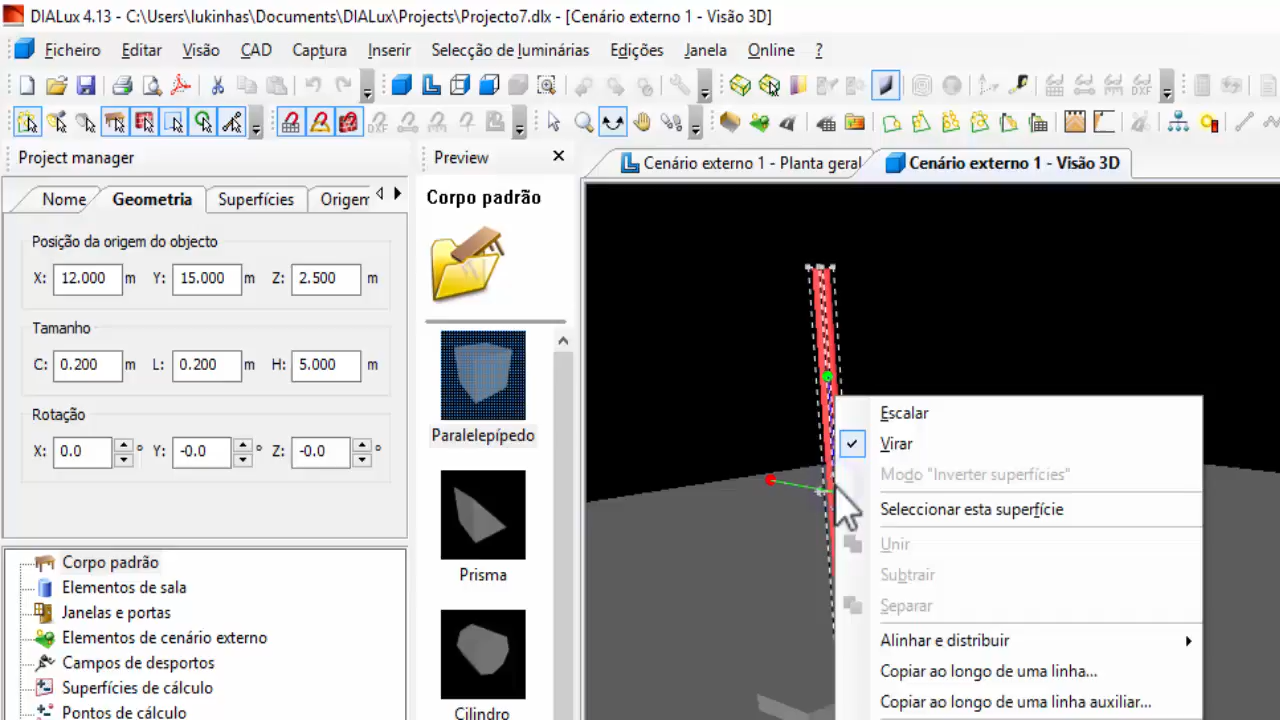 DIALux 4.13 - C:\Users\lukinhas\Documents\DIALux\Projects\Projecto7.dlx - [Cenário externo 1 - Visão 3D]
Ficheiro Editar Visão CAD Captura Inserir Selecção de luminárias Edições Janela Online ?
Project manager
Nome Geometria Superfícies Origem
Posição da origem do objecto
X: 12.000 m Y: 15.000 m Z: 2.500 m
Tamanho
C: 0.200 m L: 0.200 m H: 5.000 m
Rotação
X: 0.0 ° Y: -0.0 ° Z: -0.0 °
Corpo padrão
Elementos de sala
Janelas e portas
Elementos de cenário externo
Campos de desportos
Superfícies de cálculo
Pontos de cálculo
Preview
Corpo padrão
Paralelepípedo
Prisma
Cilindro
Cenário externo 1 - Planta geral
Cenário externo 1 - Visão 3D
Escalar
Virar
Modo "Inverter superfícies"
Seleccionar esta superfície
Unir
Subtrair
Separar
Alinhar e distribuir
Copiar ao longo de uma linha...
Copiar ao longo de uma linha auxiliar...